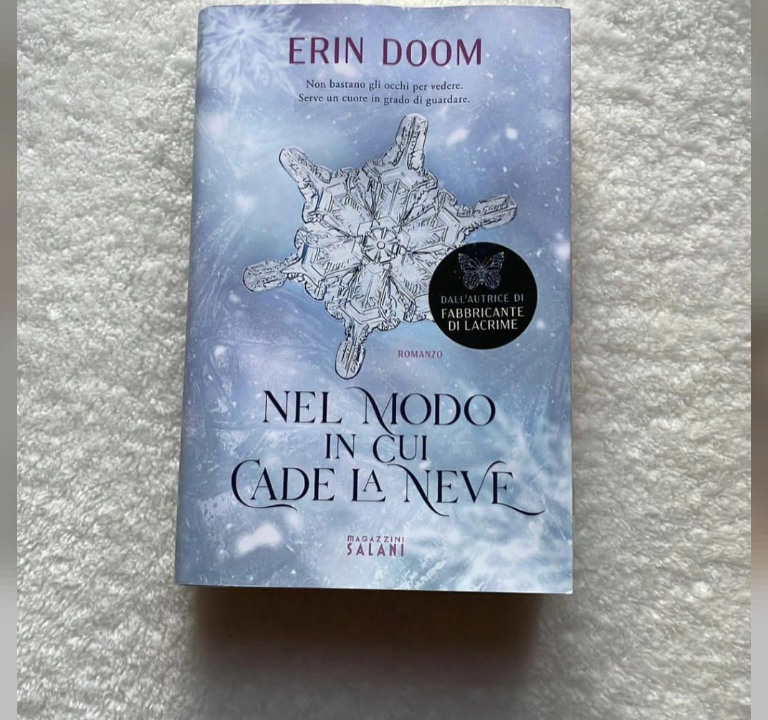 ERIN DOOM
Non bastano gli occhi per vedere.
Serve un cuore in grado di guardare.
DALL'AUTRICE DI
FABBRICANTE
DI LACRIME
ROMANZO
NEL MODO
IN CUI
CADE LA NEVE
MAGAZZINI
SALANI